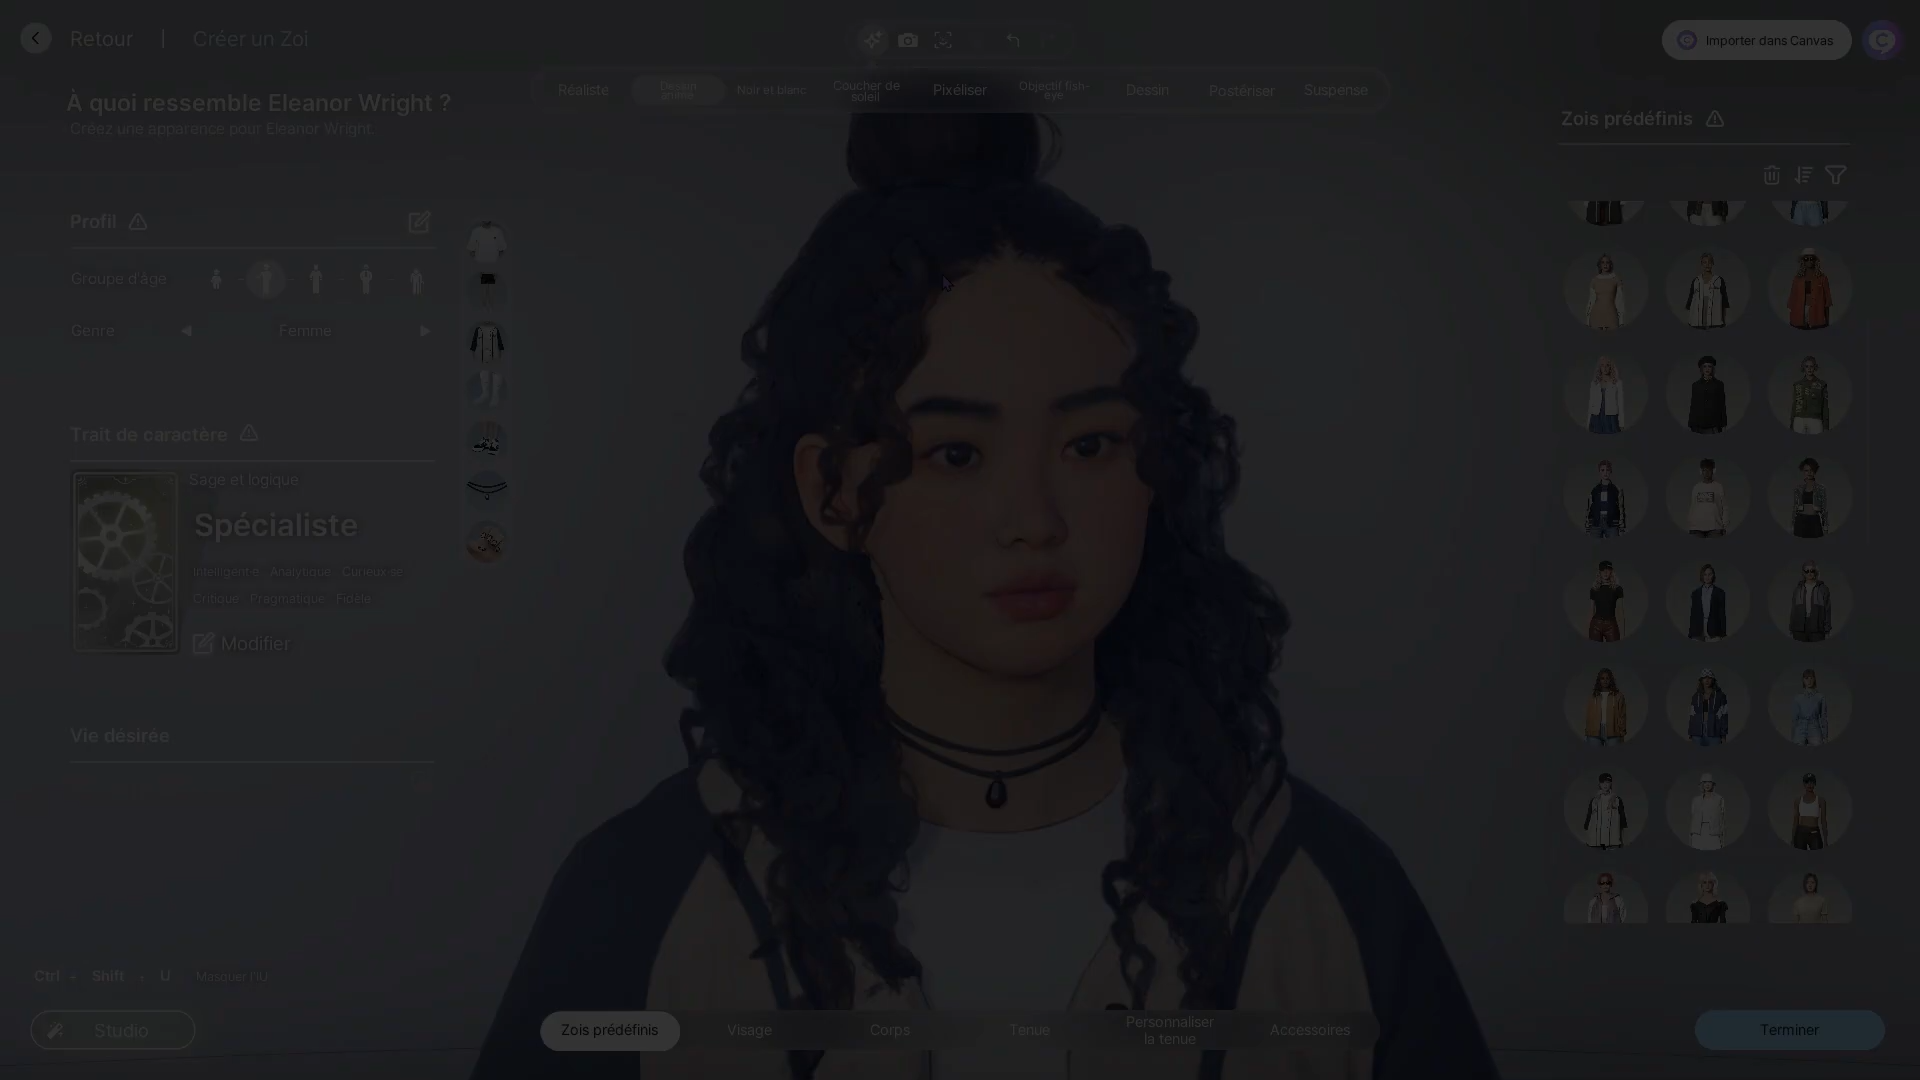 Retour | Créer un Zoi
Importer dans Canvas
Réaliste
Dessin animé
Noir et blanc
Coucher de soleil
Pixéliser
Objectif fish-eye
Dessin
Postériser
Suspense
À quoi ressemble Eleanor Wright ?
Créez une apparence pour Eleanor Wright.
Zois prédéfinis
Profil
Groupe d'âge
Genre
Femme
Trait de caractère
Sage et logique
Spécialiste
Intelligent·e · Analytique · Curieux·se
Critique · Pragmatique · Fidèle
Modifier
Vie désirée
Ctrl + Shift + U Masquer l'IU
Studio
Zois prédéfinis
Visage
Corps
Tenue
Personnaliser
la tenue
Accessoires
Terminer